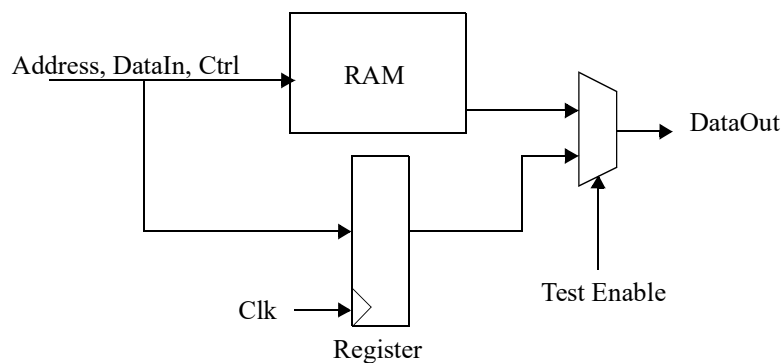 Address, DataIn, Ctrl
RAM
DataOut
Test Enable
Clk
Register